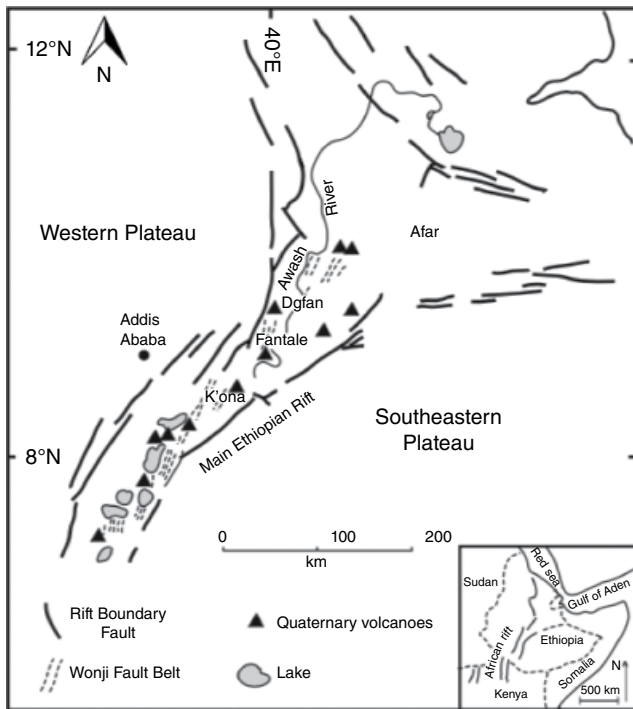 12°N
40°E
N
Western Plateau
Awash River
Afar
Dgfan
Addis
Ababa
Fantale
K'ona
Main Ethiopian Rift
Southeastern
Plateau
8°N
0 100 200
km
Rift Boundary
Fault
Quaternary volcanoes
Wonji Fault Belt
Lake
Red sea
Sudan
Gulf of Aden
African rift
Ethiopia
Somalia
N
Kenya
500 km